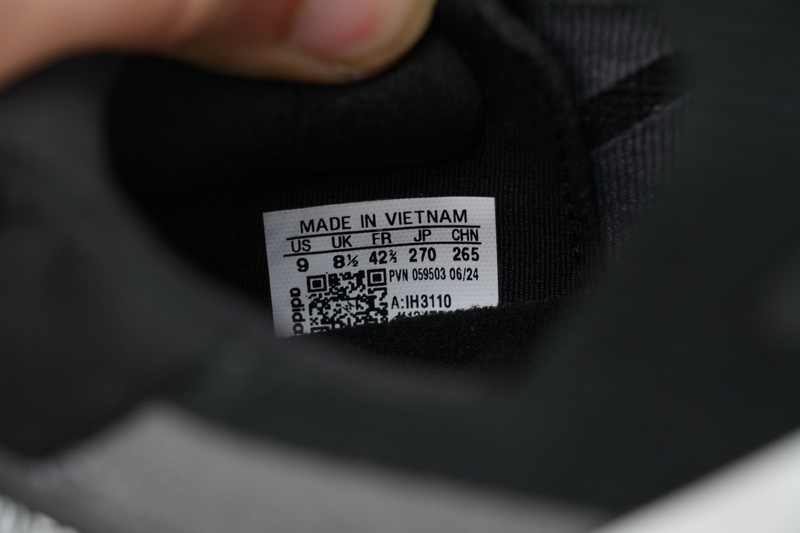 MADE IN VIETNAM
US UK FR JP CHN
9 8½ 42⅔ 270 265
PVN 059503 06/24
adidas
A:IH3110